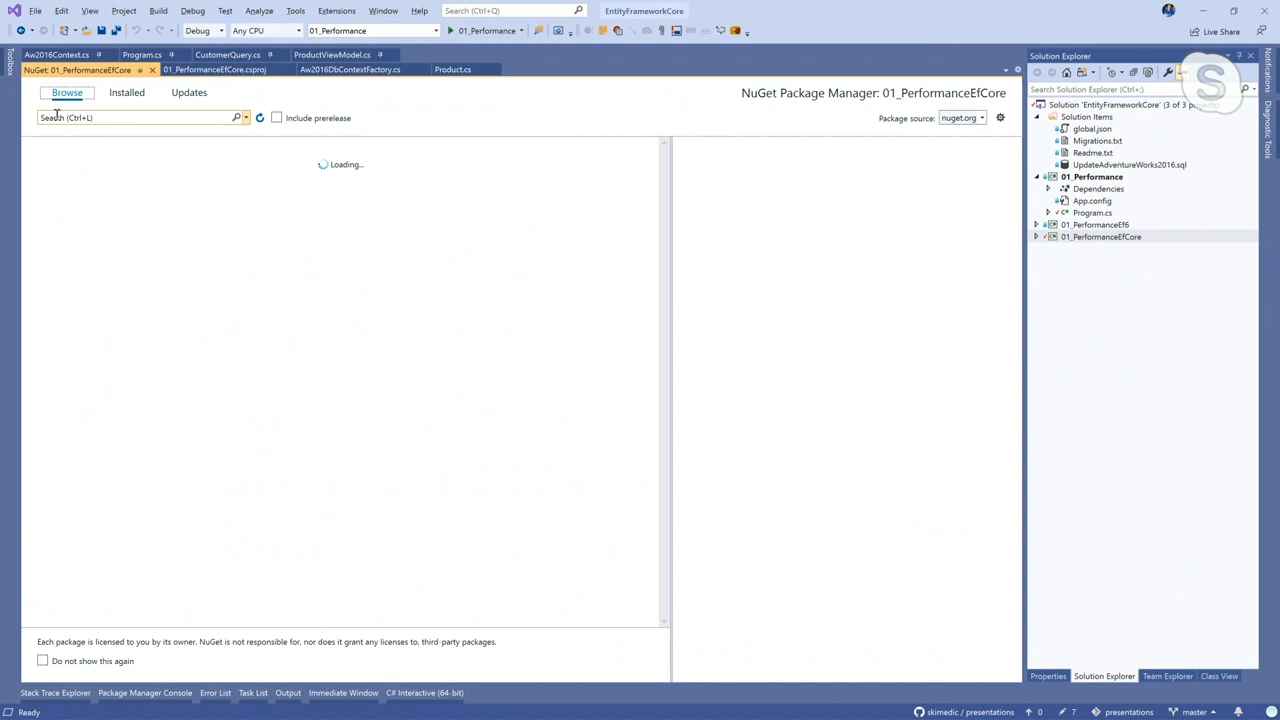 File Edit View Project Build Debug Test Analyze Tools Extensions Window Help Search (Ctrl+Q) EntityFrameworkCore
Debug Any CPU 01_Performance 01_Performance Live Share
Aw2016Context.cs Program.cs CustomerQuery.cs ProductViewModel.cs
NuGet: 01_PerformanceEfCore 01_PerformanceEfCore.csproj Aw2016DbContextFactory.cs Product.cs
Toolbox
Browse Installed Updates
NuGet Package Manager: 01_PerformanceEfCore
Search (Ctrl+L) Include prerelease
Package source: nuget.org
Loading...
Each package is licensed to you by its owner. NuGet is not responsible for, nor does it grant any licenses to, third-party packages.
Do not show this again
Solution Explorer
Search Solution Explorer (Ctrl+;)
Solution 'EntityFrameworkCore' (3 of 3 projects)
Solution Items
global.json
Migrations.txt
Readme.txt
UpdateAdventureWorks2016.sql
01_Performance
Dependencies
App.config
C# Program.cs
01_PerformanceEf6
01_PerformanceEfCore
Properties Solution Explorer Team Explorer Class View
Notifications
Diagnostic Tools
Stack Trace Explorer Package Manager Console Error List Task List Output Immediate Window C# Interactive (64-bit)
Ready skimedic / presentations 0 7 presentations master